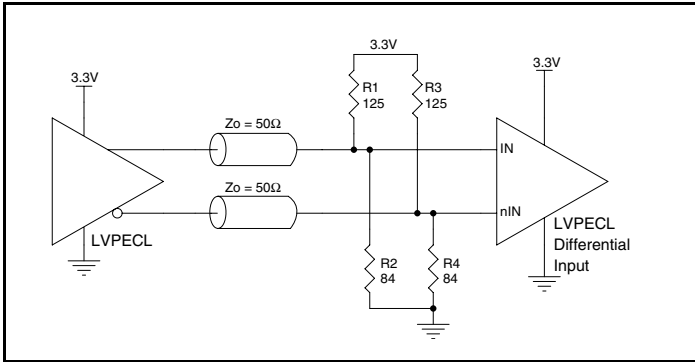 3.3V
3.3V
3.3V
R1
125
R3
125
Zo = 50Ω
IN
Zo = 50Ω
nIN
LVPECL
LVPECL
Differential
Input
R2
84
R4
84